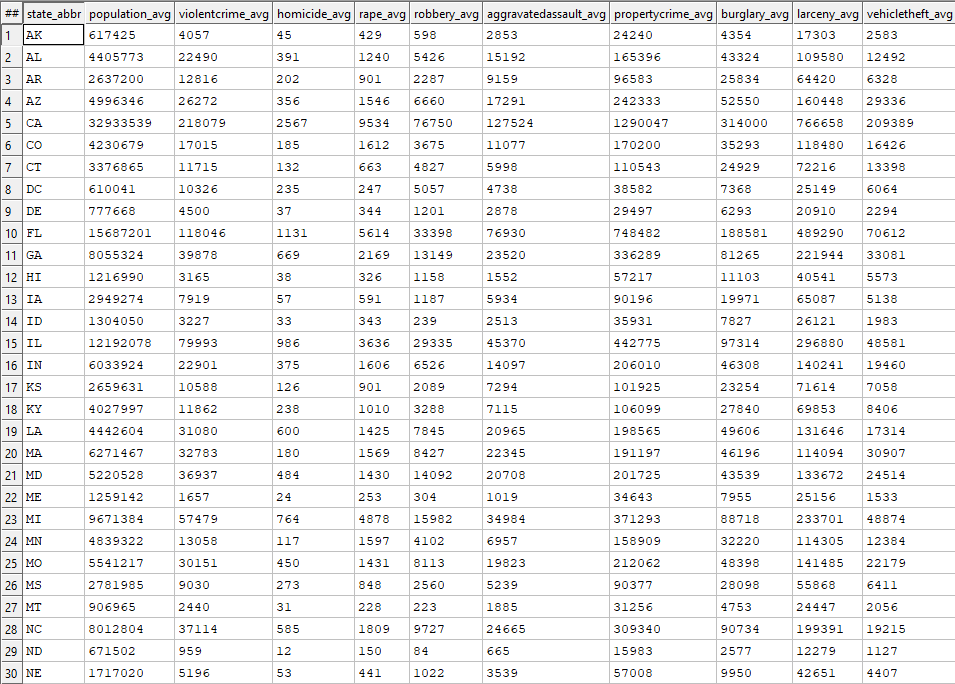 ## state_abbr population_avg violentcrime_avg homicide_avg rape_avg robbery_avg aggravatedassault_avg propertycrime_avg burglary_avg larceny_avg vehicletheft_avg
1 AK 617425 4057 45 429 598 2853 24240 4354 17303 2583
2 AL 4405773 22490 391 1240 5426 15192 165396 43324 109580 12492
3 AR 2637200 12816 202 901 2287 9159 96583 25834 64420 6328
4 AZ 4996346 26272 356 1546 6660 17291 242333 52550 160448 29336
5 CA 32933539 218079 2567 9534 76750 127524 1290047 314000 766658 209389
6 CO 4230679 17015 185 1612 3675 11077 170200 35293 118480 16426
7 CT 3376865 11715 132 663 4827 5998 110543 24929 72216 13398
8 DC 610041 10326 235 247 5057 4738 38582 7368 25149 6064
9 DE 777668 4500 37 344 1201 2878 29497 6293 20910 2294
10 FL 15687201 118046 1131 5614 33398 76930 748482 188581 489290 70612
11 GA 8055324 39878 669 2169 13149 23520 336289 81265 221944 33081
12 HI 1216990 3165 38 326 1158 1552 57217 11103 40541 5573
13 IA 2949274 7919 57 591 1187 5934 90196 19971 65087 5138
14 ID 1304050 3227 33 343 239 2513 35931 7827 26121 1983
15 IL 12192078 79993 986 3636 29335 45370 442775 97314 296880 48581
16 IN 6033924 22901 375 1606 6526 14097 206010 46308 140241 19460
17 KS 2659631 10588 126 901 2089 7294 101925 23254 71614 7058
18 KY 4027997 11862 238 1010 3288 7115 106099 27840 69853 8406
19 LA 4442604 31080 600 1425 7845 20965 198565 49606 131646 17314
20 MA 6271467 32783 180 1569 8427 22345 191197 46196 114094 30907
21 MD 5220528 36937 484 1430 14092 20708 201725 43539 133672 24514
22 ME 1259142 1657 24 253 304 1019 34643 7955 25156 1533
23 MI 9671384 57479 764 4878 15982 34984 371293 88718 233701 48874
24 MN 4839322 13058 117 1597 4102 6957 158909 32220 114305 12384
25 MO 5541217 30151 450 1431 8113 19823 212062 48398 141485 22179
26 MS 2781985 9030 273 848 2560 5239 90377 28098 55868 6411
27 MT 906965 2440 31 228 223 1885 31256 4753 24447 2056
28 NC 8012804 37114 585 1809 9727 24665 309340 90734 199391 19215
29 ND 671502 959 12 150 84 665 15983 2577 12279 1127
30 NE 1717020 5196 53 441 1022 3539 57008 9950 42651 4407